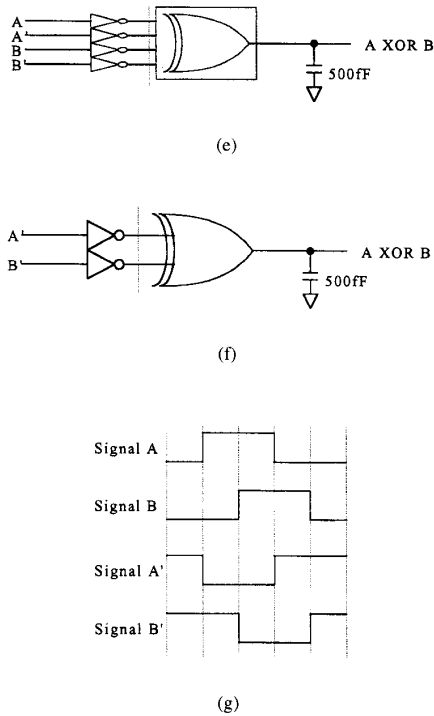 A
A'
B
B'
A XOR B
500fF
(e)
A'
B'
A XOR B
500fF
(f)
Signal A
Signal B
Signal A'
Signal B'
(g)